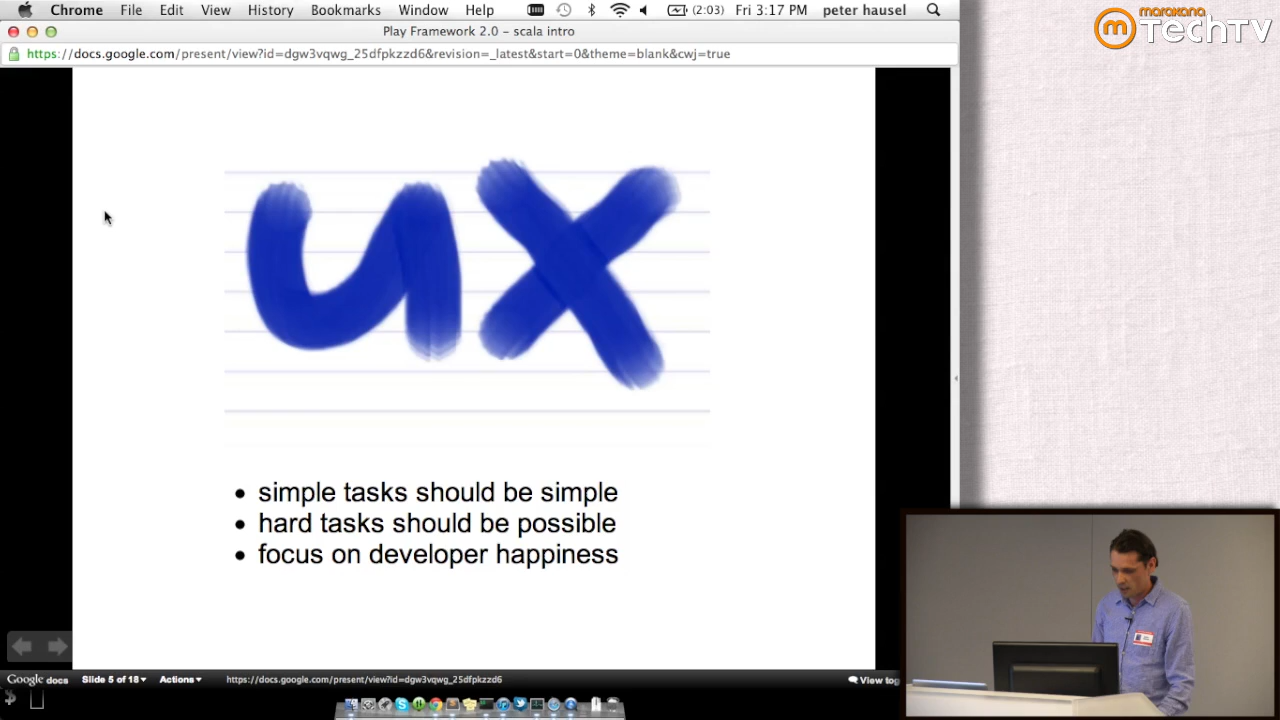 Chrome File Edit View History Bookmarks Window Help (2:03) Fri 3:17 PM peter hausel
marakana
TechTV
Play Framework 2.0 - scala intro
https://docs.google.com/present/view?id=dgw3vqwg_25dfpkzzd6&revision=_latest&start=0&theme=blank&cwj=true
ux
simple tasks should be simple
hard tasks should be possible
focus on developer happiness
Google docs Slide 5 of 18 Actions https://docs.google.com/present/view?id=dgw3vqwg_25dfpkzzd6 View tog